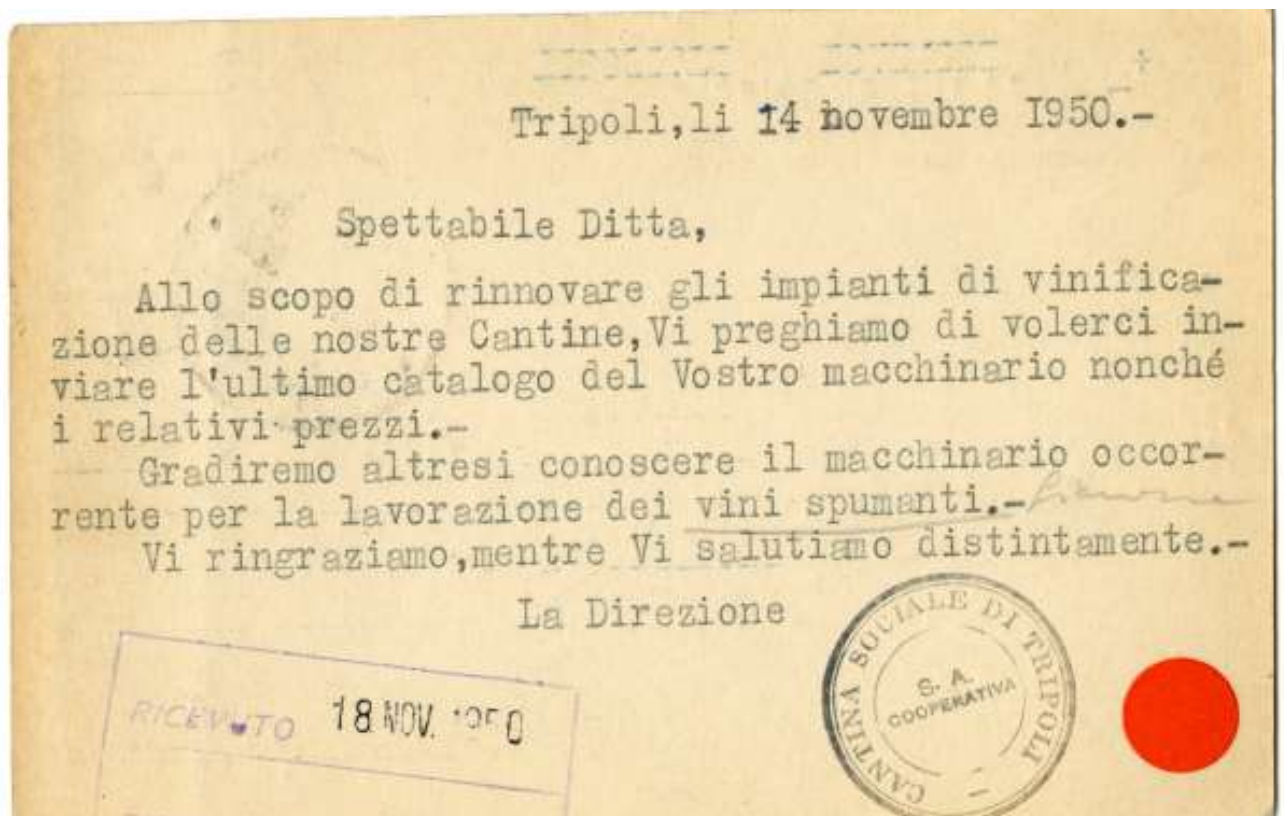 Tripoli,li 14 novembre I950.-
Spettabile Ditta,
Allo scopo di rinnovare gli impianti di vinifica-
zione delle nostre Cantine,Vi preghiamo di volerci in-
viare l'ultimo catalogo del Vostro macchinario nonché
i relativi prezzi.-
Gradiremo altresi conoscere il macchinario occor-
rente per la lavorazione dei vini spumanti.-
Vi ringraziamo,mentre Vi salutiamo distintamente.-
La Direzione
CANTINA SOCIALE DI TRIPOLI
S. A.
COOPERATIVA
RICEVUTO 18 NOV. 1950